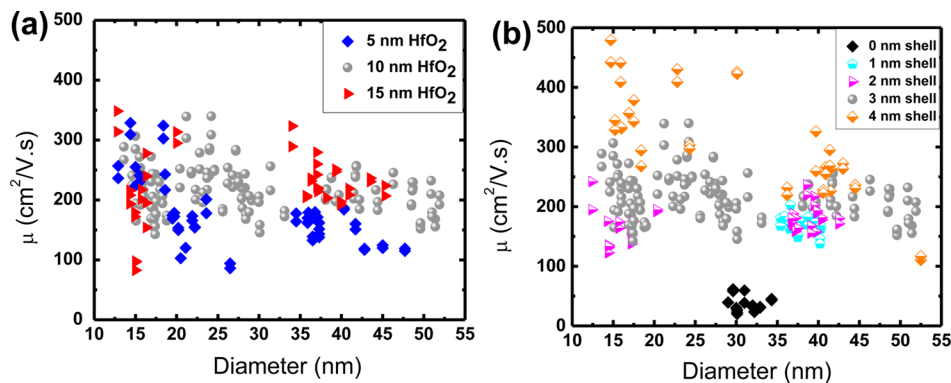 (a)
μ (cm²/V.s)
500
400
300
200
100
0
5 nm HfO₂
10 nm HfO₂
15 nm HfO₂
10 15 20 25 30 35 40 45 50 55
Diameter (nm)
(b)
μ (cm²/V.s)
500
400
300
200
100
0
0 nm shell
1 nm shell
2 nm shell
3 nm shell
4 nm shell
10 15 20 25 30 35 40 45 50 55
Diameter (nm)